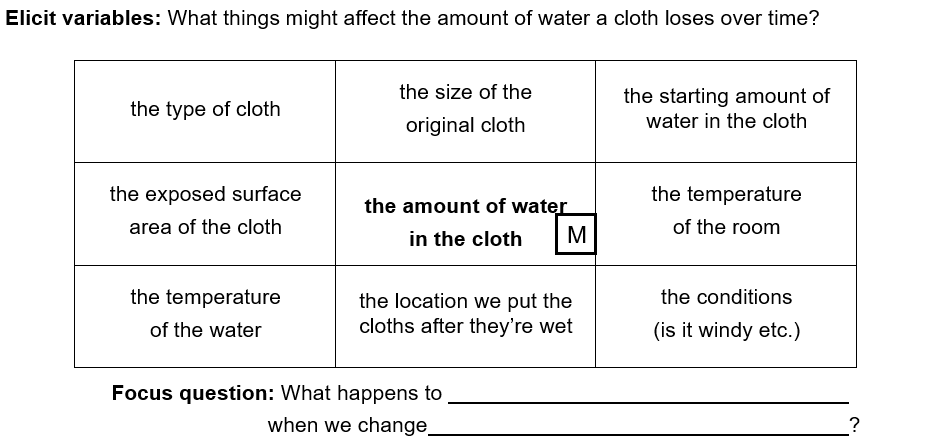 Elicit variables: What things might affect the amount of water a cloth loses over time?
the type of cloth
the size of the
original cloth
the starting amount of
water in the cloth
the exposed surface
area of the cloth
the amount of water
in the cloth
M
the temperature
of the room
the temperature
of the water
the location we put the
cloths after they’re wet
the conditions
(is it windy etc.)
Focus question: What happens to
when we change ?